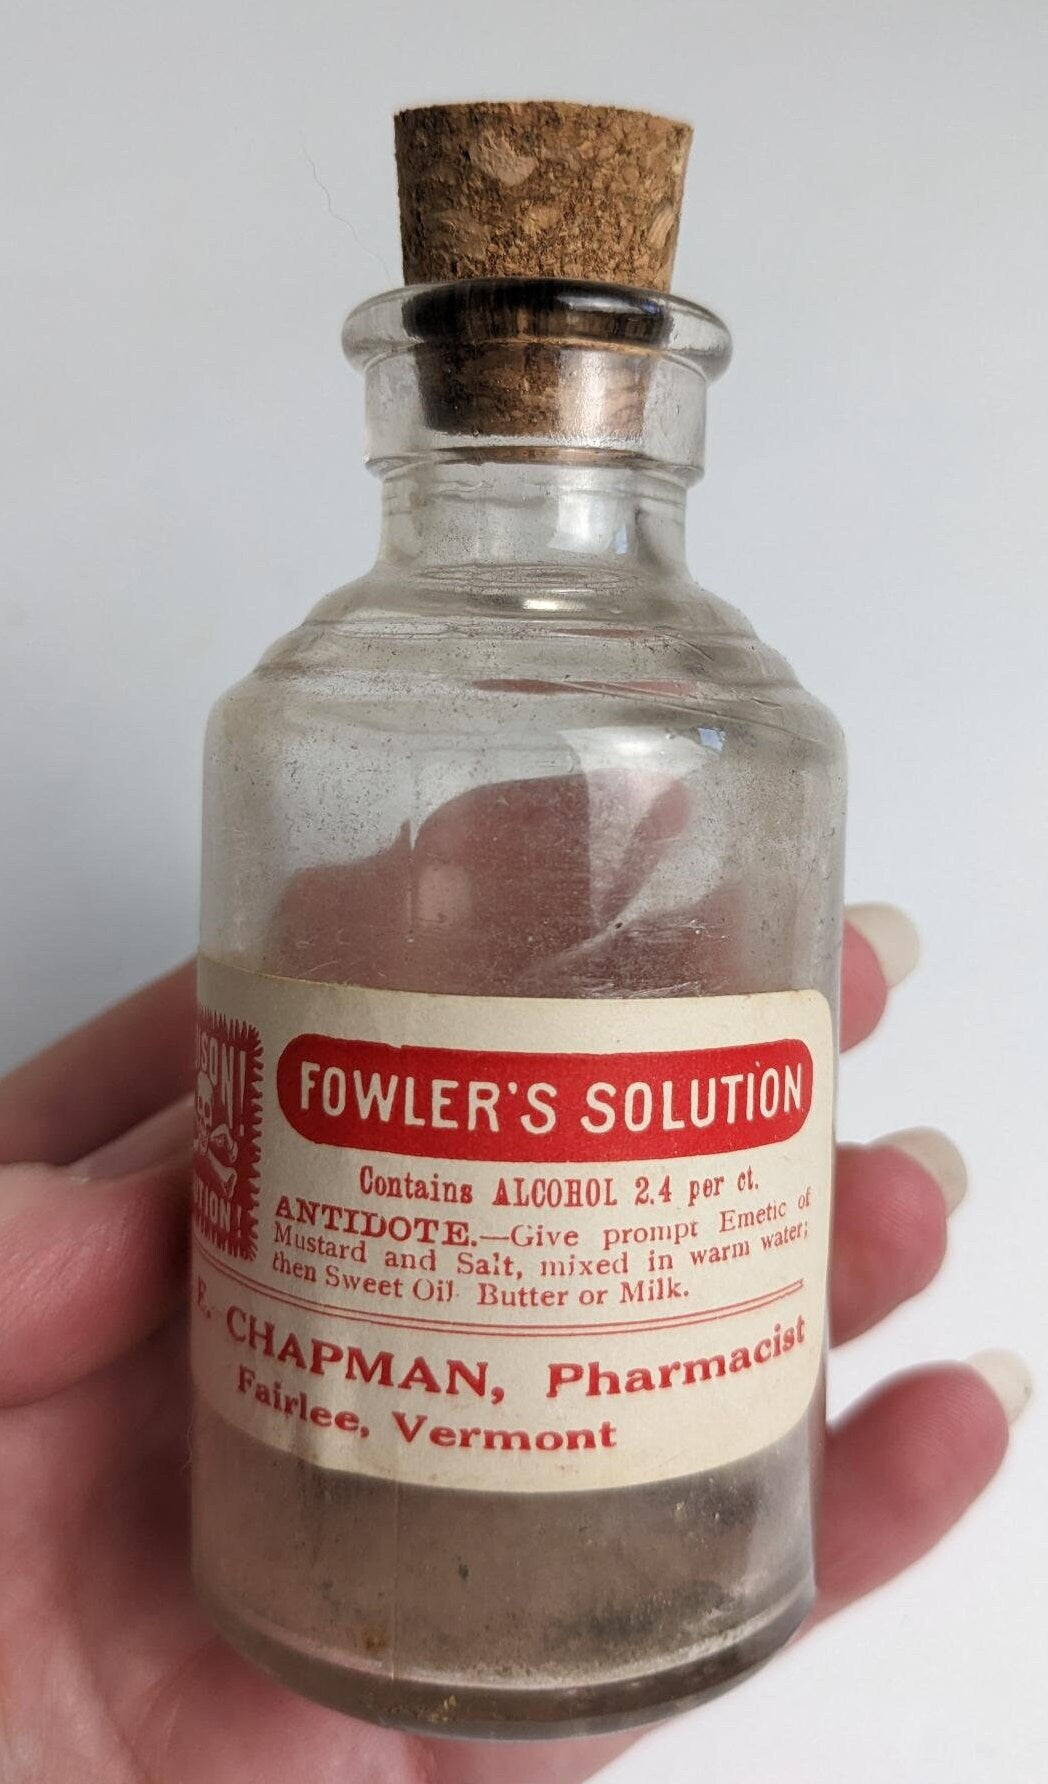 FOWLER'S SOLUTION
Contains ALCOHOL 2.4 per ct.
ANTIDOTE.—Give prompt Emetic of
Mustard and Salt, mixed in warm water;
then Sweet Oil Butter or Milk.
E. CHAPMAN, Pharmacist
Fairlee, Vermont